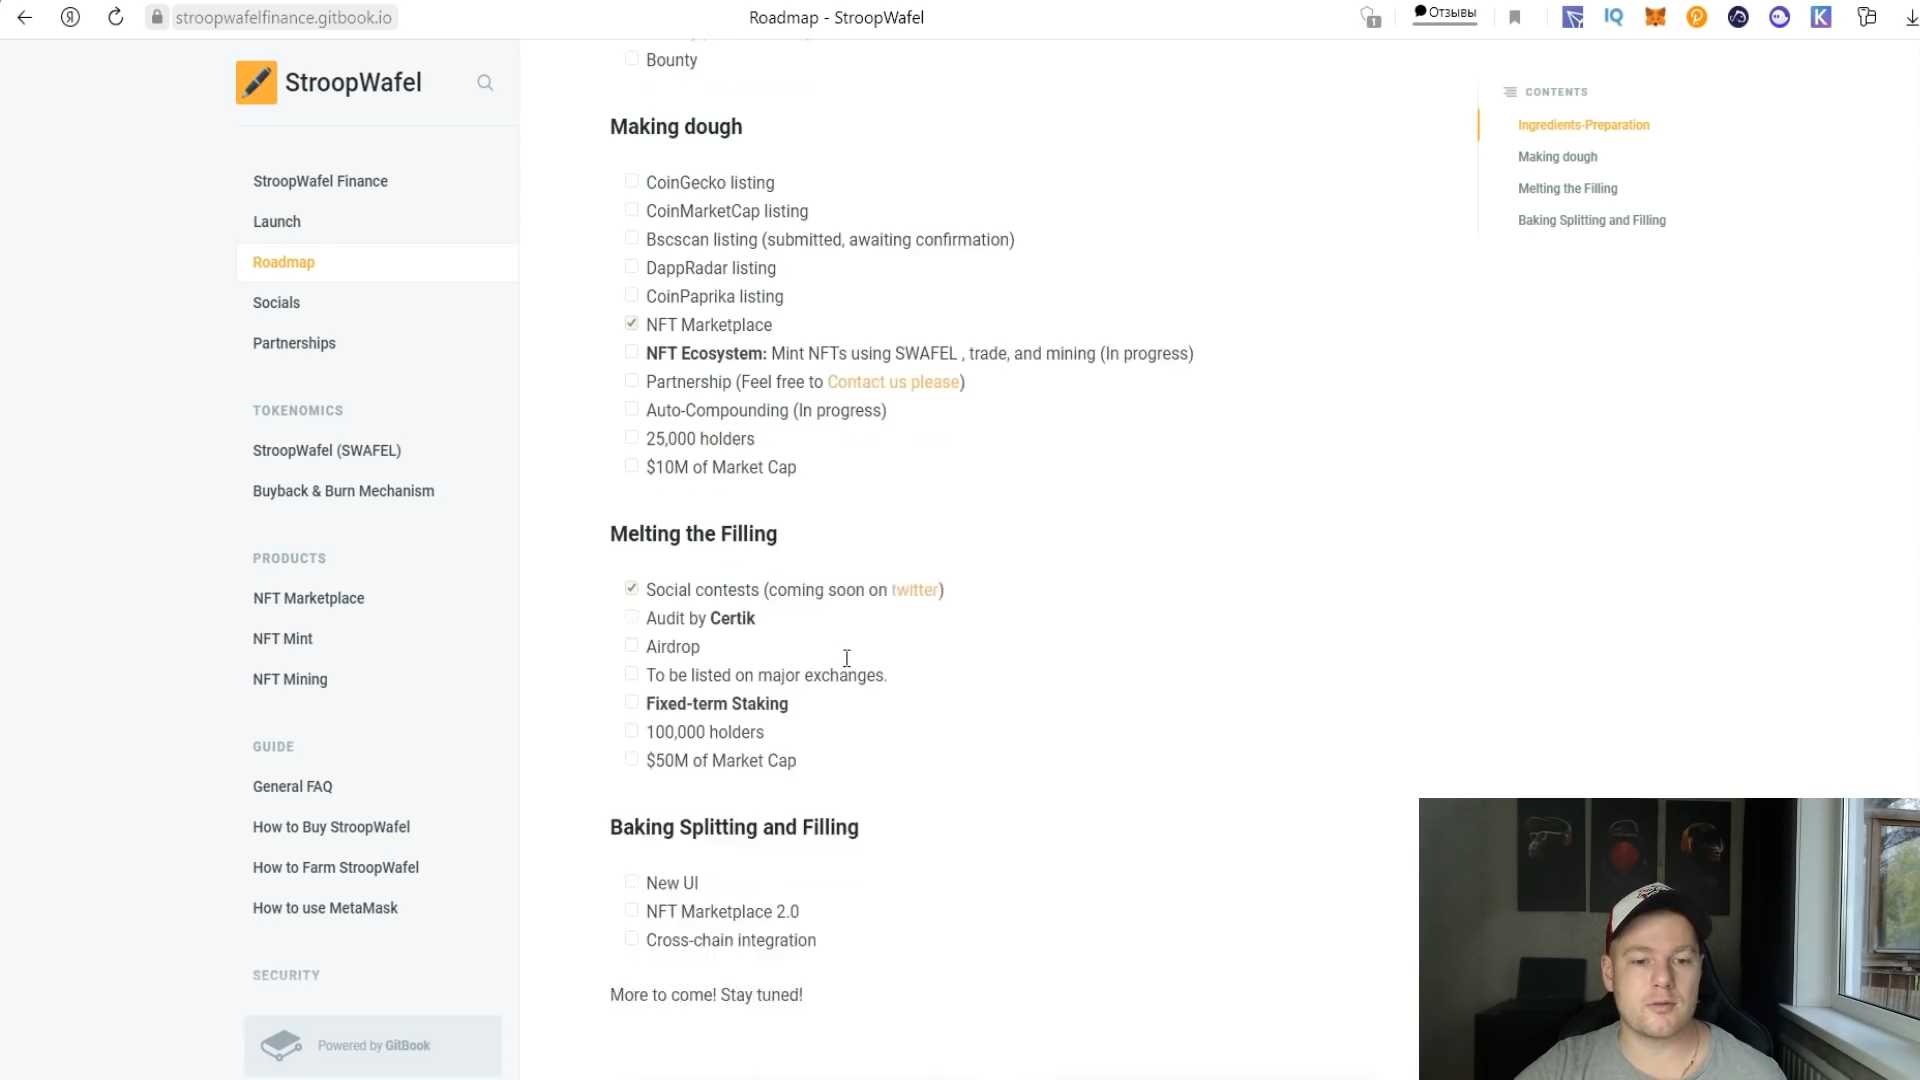 stroopwafelfinance.gitbook.io
Roadmap - StroopWafel
1
Отзывы
IQ
K
StroopWafel
StroopWafel Finance
Launch
Roadmap
Socials
Partnerships
TOKENOMICS
StroopWafel (SWAFEL)
Buyback & Burn Mechanism
PRODUCTS
NFT Marketplace
NFT Mint
NFT Mining
GUIDE
General FAQ
How to Buy StroopWafel
How to Farm StroopWafel
How to use MetaMask
SECURITY
Powered by GitBook
Bounty
Making dough
CoinGecko listing
CoinMarketCap listing
Bscscan listing (submitted, awaiting confirmation)
DappRadar listing
CoinPaprika listing
NFT Marketplace
NFT Ecosystem: Mint NFTs using SWAFEL , trade, and mining (In progress)
Partnership (Feel free to Contact us please)
Auto-Compounding (In progress)
25,000 holders
$10M of Market Cap
Melting the Filling
Social contests (coming soon on twitter)
Audit by Certik
Airdrop
To be listed on major exchanges.
Fixed-term Staking
100,000 holders
$50M of Market Cap
Baking Splitting and Filling
New UI
NFT Marketplace 2.0
Cross-chain integration
More to come! Stay tuned!
CONTENTS
Ingredients-Preparation
Making dough
Melting the Filling
Baking Splitting and Filling